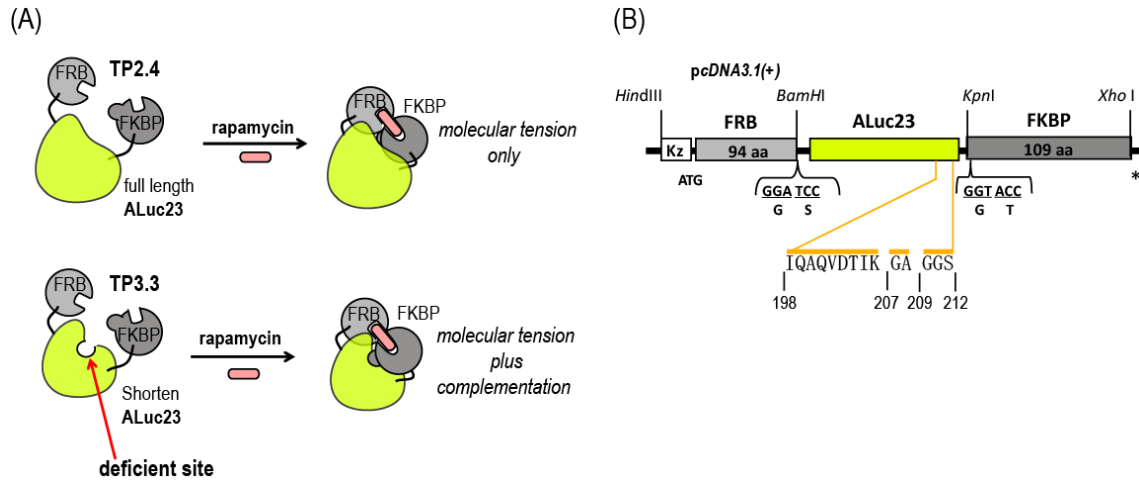 (A)
FRB
TP2.4
FKBP
full length
ALuc23
rapamycin
FRB
FKBP
molecular tension
only
FRB
TP3.3
FKBP
Shorten
ALuc23
deficient site
rapamycin
FRB
FKBP
molecular tension
plus
complementation
(B)
pcDNA3.1(+)
HindIII
BamHI
KpnI
Xho I
FRB
ALuc23
FKBP
Kz
94 aa
109 aa
ATG
*
GGA TCC
G S
GGT ACC
G T
IQAQVDTIK GA GGS
198
207
209
212